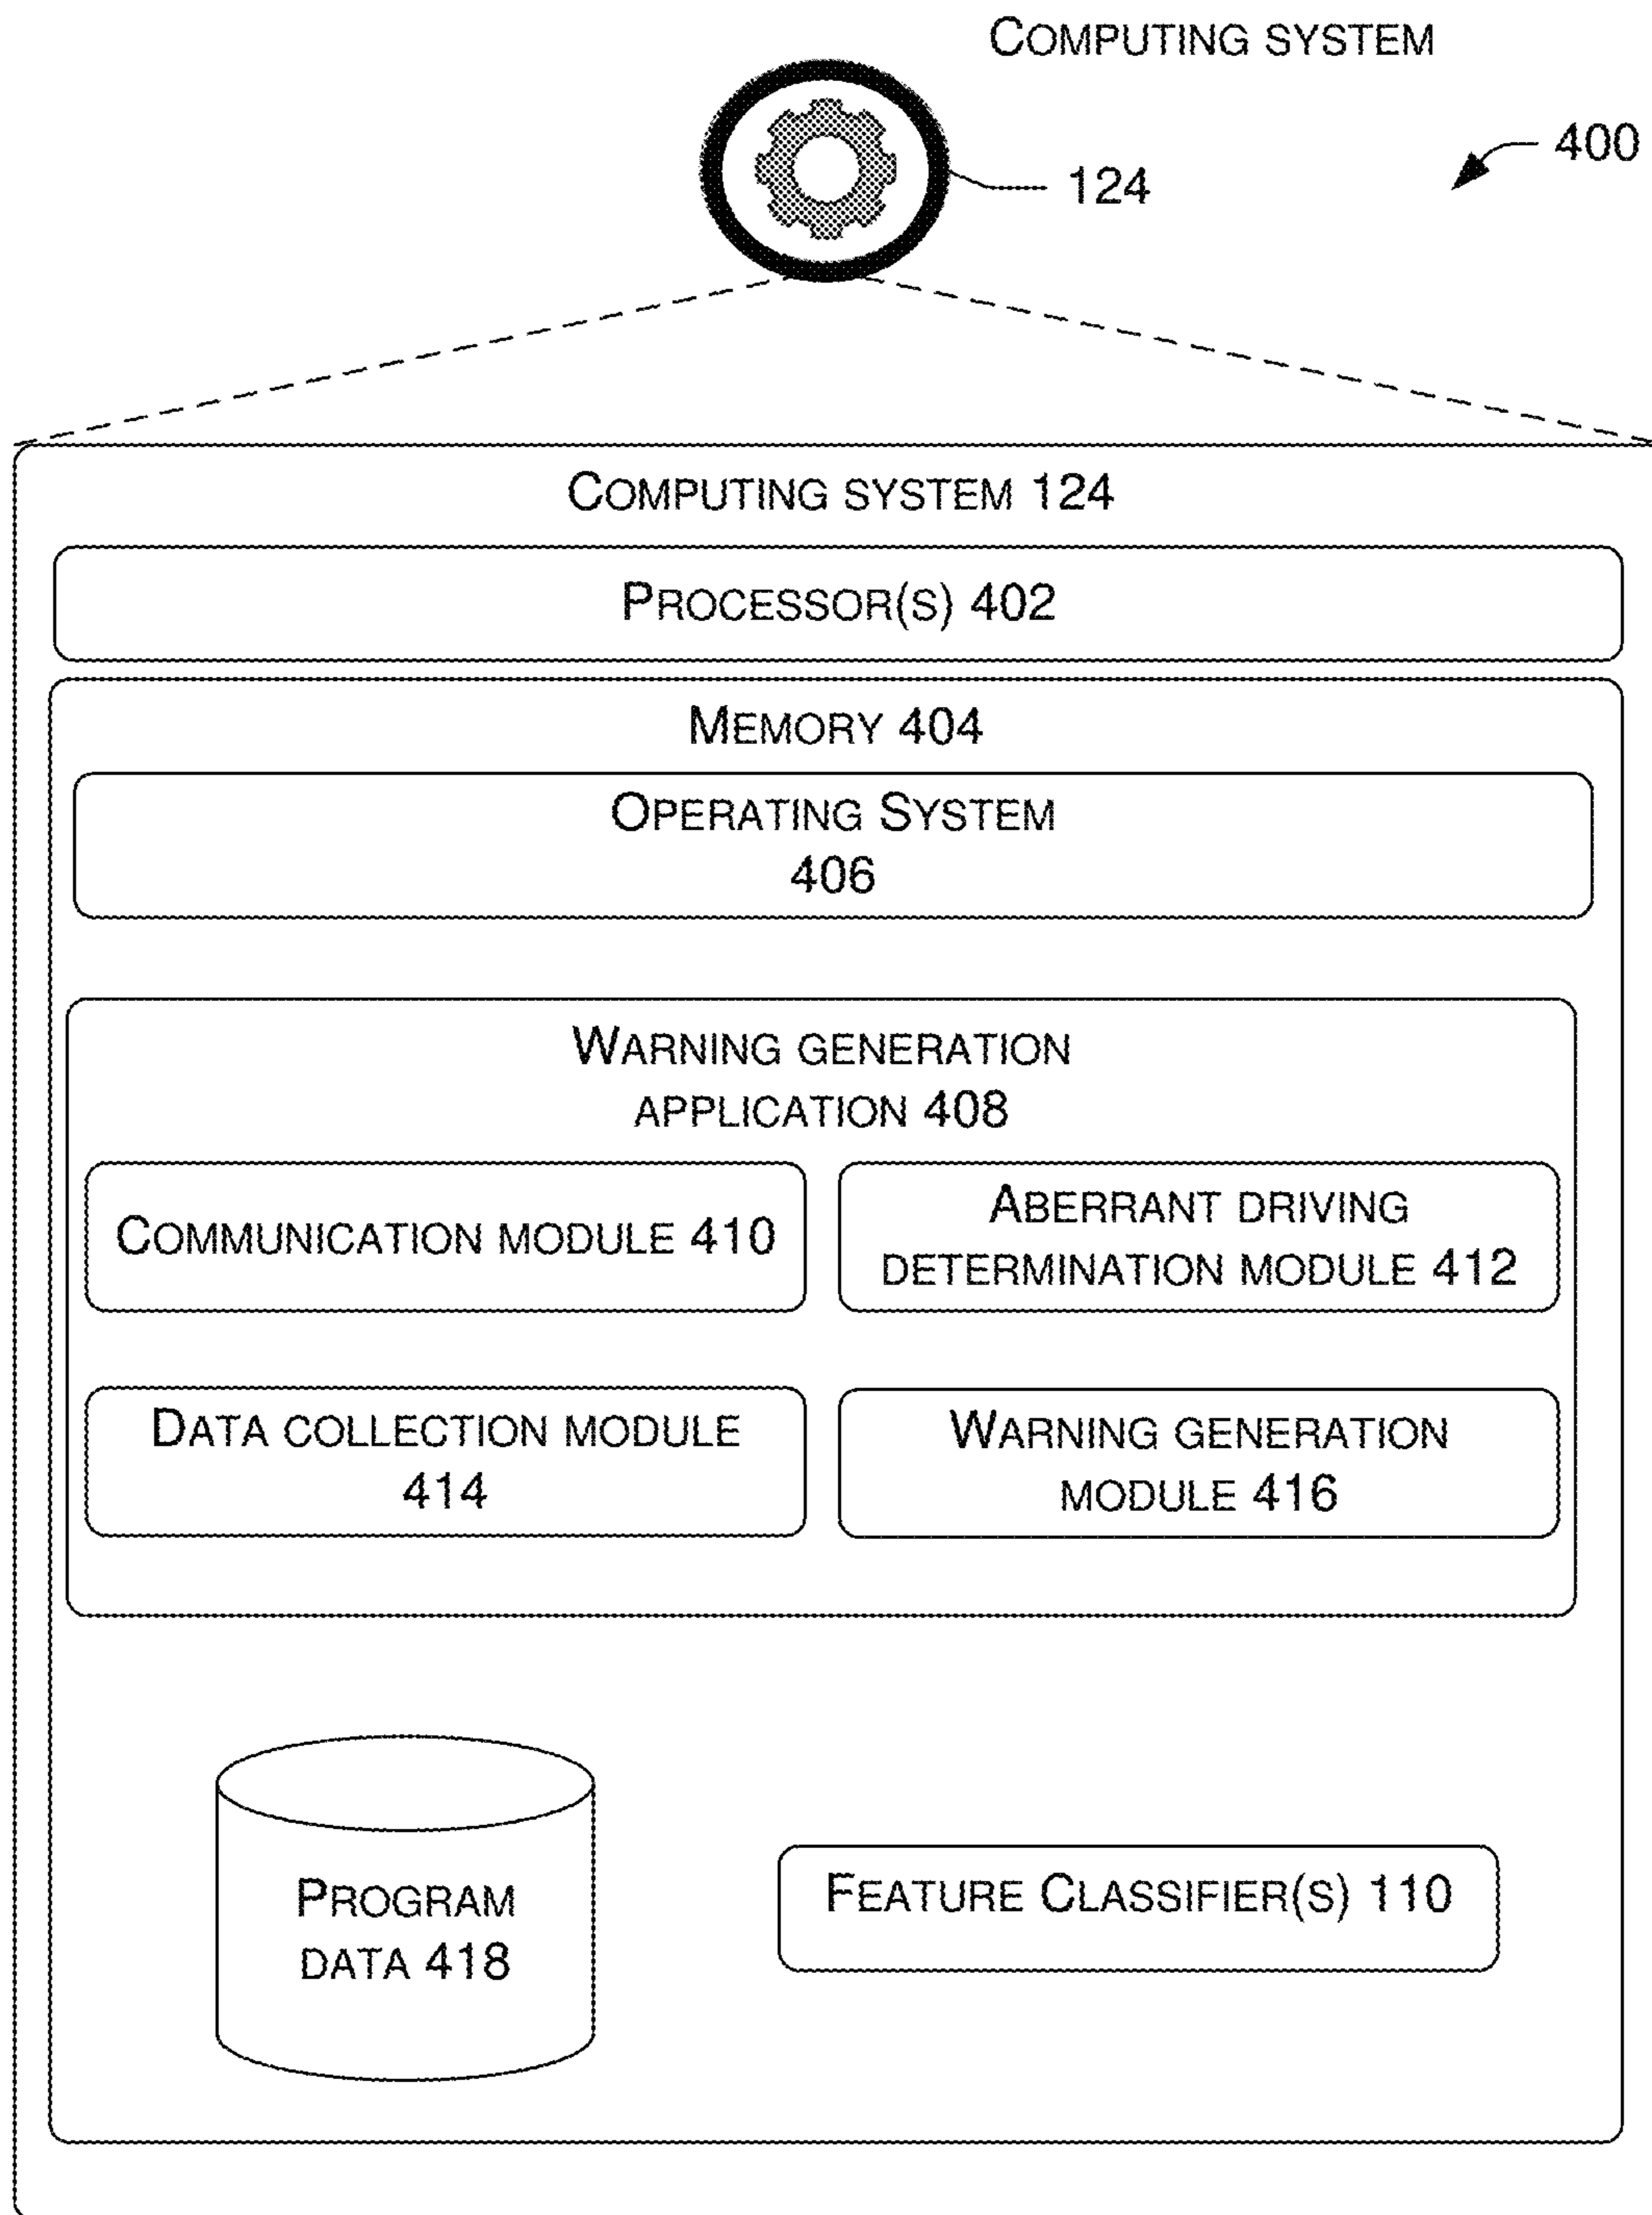 COMPUTING SYSTEM
400
124
COMPUTING SYSTEM 124
PROCESSOR(S) 402
MEMORY 404
OPERATING SYSTEM
406
WARNING GENERATION
APPLICATION 408
COMMUNICATION MODULE 410
ABERRANT DRIVING
DETERMINATION MODULE 412
DATA COLLECTION MODULE
414
WARNING GENERATION
MODULE 416
PROGRAM
DATA 418
FEATURE CLASSIFIER(S) 110